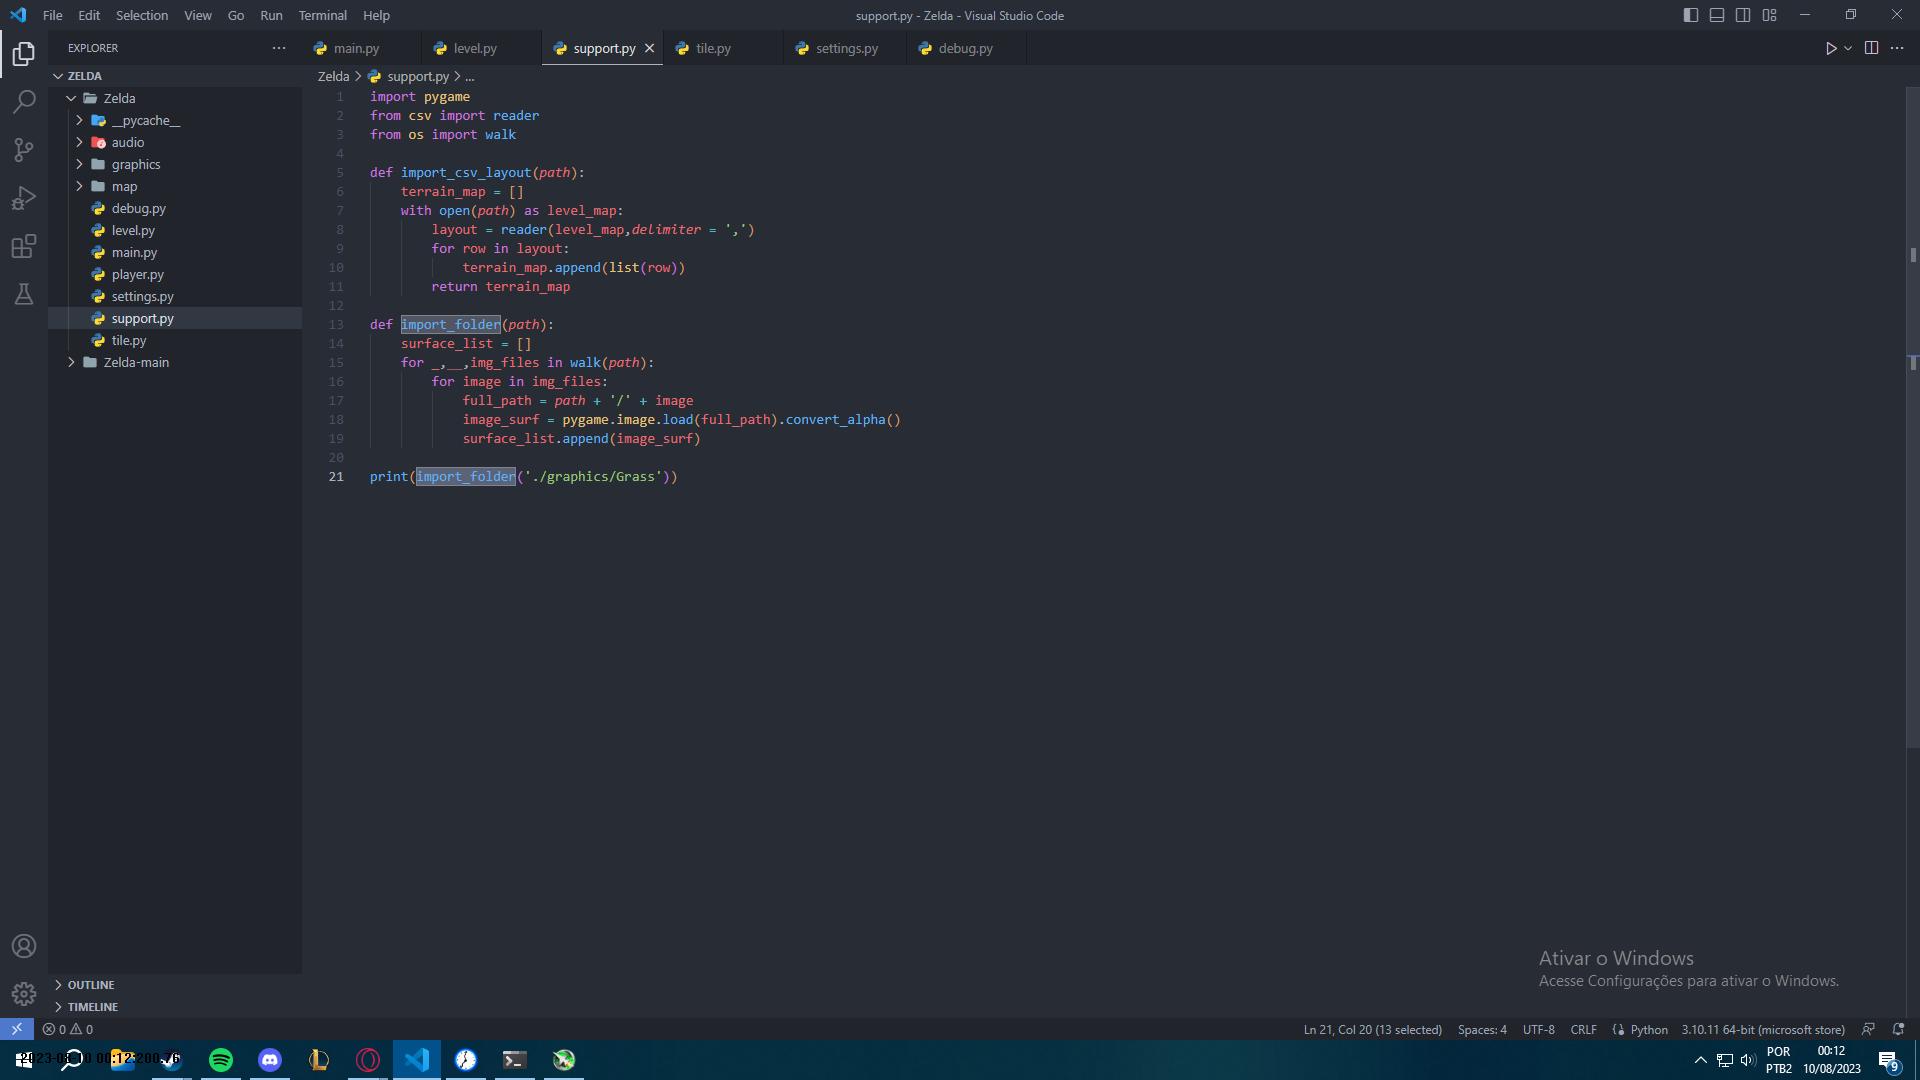 File Edit Selection View Go Run Terminal Help
support.py - Zelda - Visual Studio Code
EXPLORER
main.py
level.py
support.py
tile.py
settings.py
debug.py
ZELDA
Zelda
__pycache__
audio
graphics
map
debug.py
level.py
main.py
player.py
settings.py
support.py
tile.py
Zelda-main
OUTLINE
TIMELINE
Zelda > support.py > ...
1 import pygame
2 from csv import reader
3 from os import walk
4
5 def import_csv_layout(path):
6 terrain_map = []
7 with open(path) as level_map:
8 layout = reader(level_map,delimiter = ',')
9 for row in layout:
10 terrain_map.append(list(row))
11 return terrain_map
12
13 def import_folder(path):
14 surface_list = []
15 for _,__,img_files in walk(path):
16 for image in img_files:
17 full_path = path + '/' + image
18 image_surf = pygame.image.load(full_path).convert_alpha()
19 surface_list.append(image_surf)
20
21 print(import_folder('./graphics/Grass'))
Ativar o Windows
Acesse Configurações para ativar o Windows.
0 0
Ln 21, Col 20 (13 selected) Spaces: 4 UTF-8 CRLF Python 3.10.11 64-bit (microsoft store)
POR
PTB2
00:12
10/08/2023
9